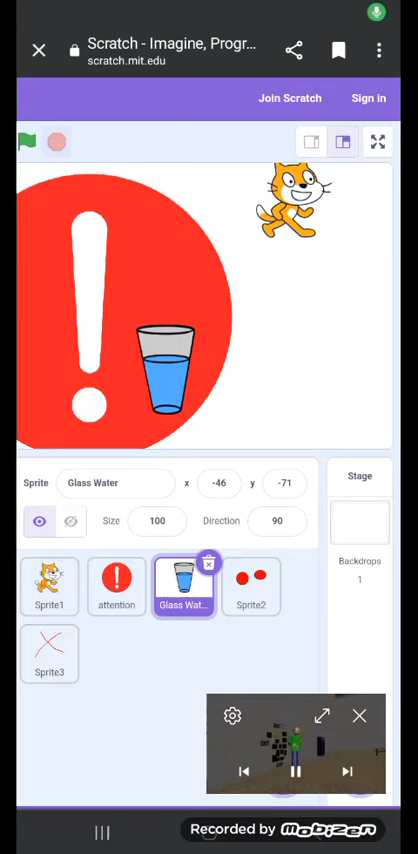 Scratch - Imagine, Progr...
scratch.mit.edu
Join Scratch Sign in
Sprite Glass Water x -46 y -71
Size 100 Direction 90
Stage
Backdrops
1
Sprite1 attention Glass Wat... Sprite2
Sprite3
Recorded by mobizen